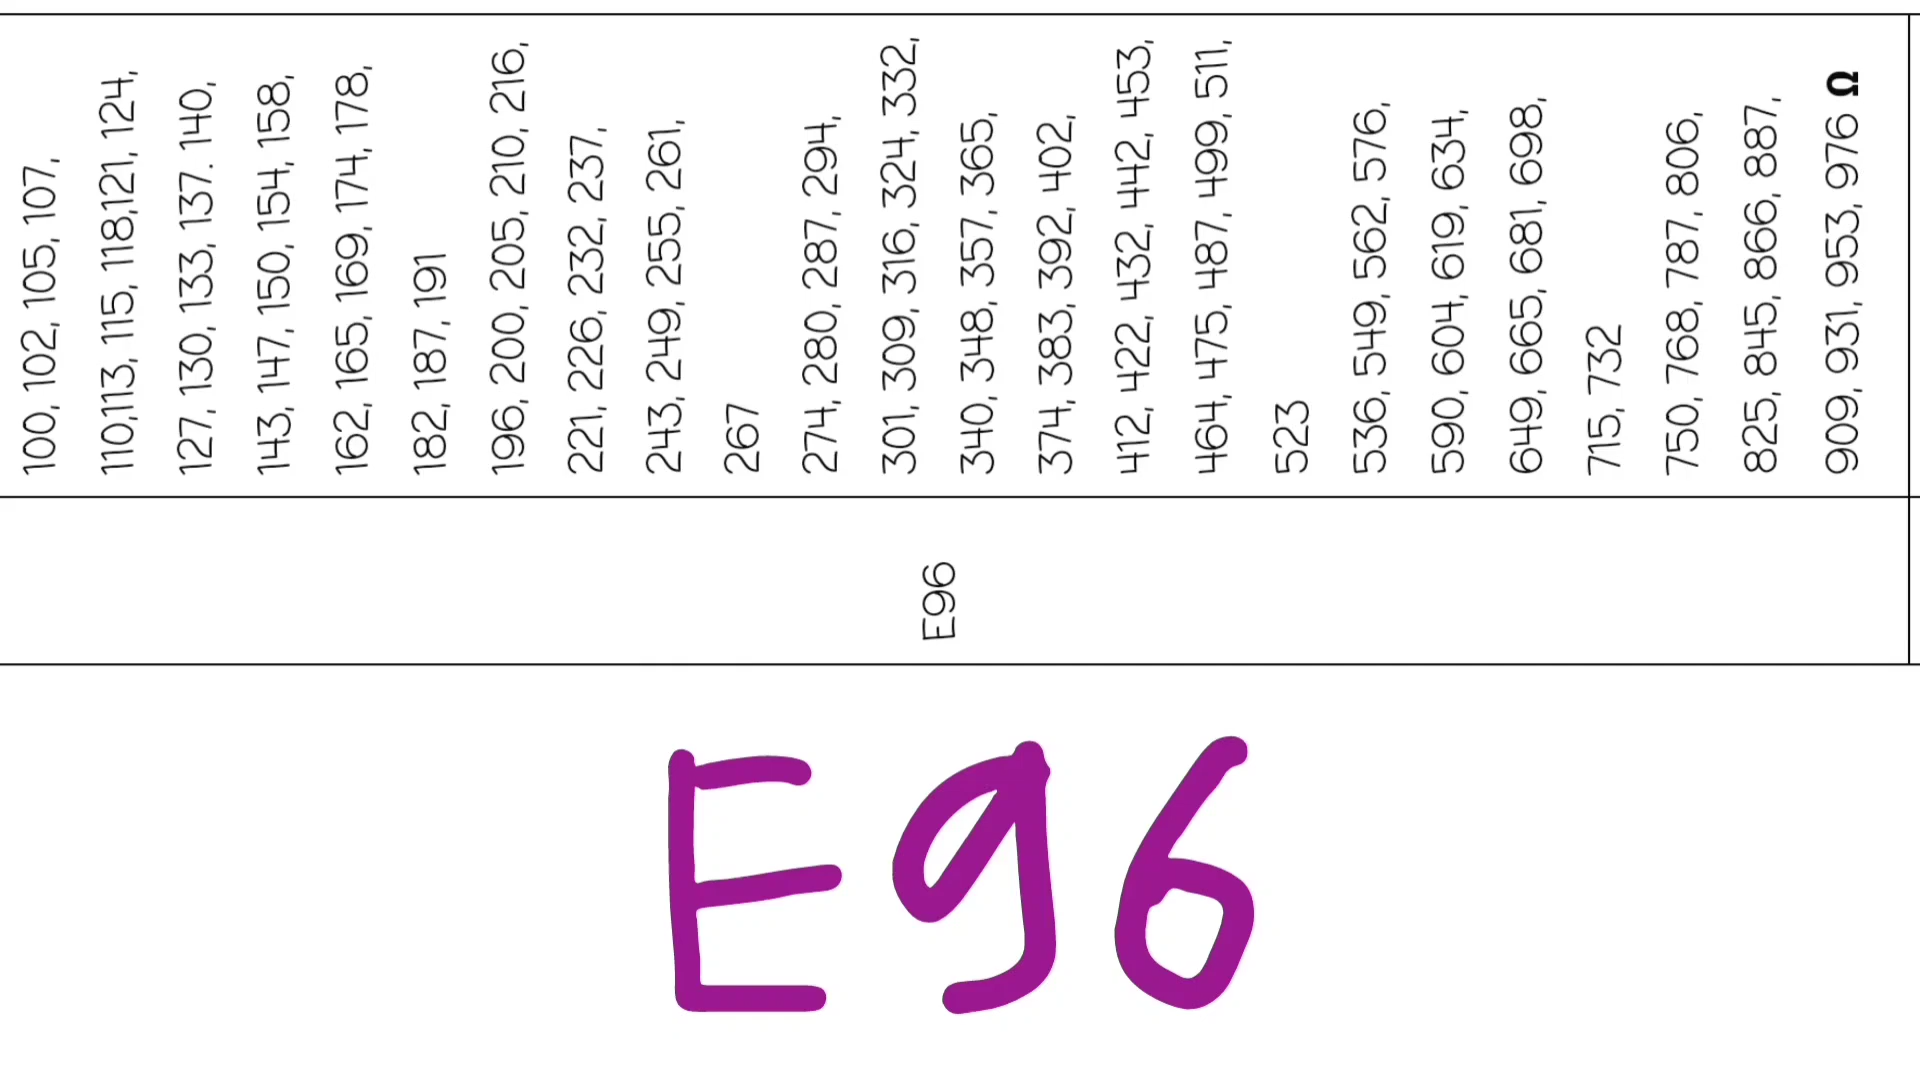 100, 102, 105, 107,
110,113, 115, 118,121, 124,
127, 130, 133, 137. 140,
143, 147, 150, 154, 158,
162, 165, 169, 174, 178,
182, 187, 191
196, 200, 205, 210, 216,
221, 226, 232, 237,
243, 249, 255, 261,
267
274, 280, 287, 294,
301, 309, 316, 324, 332,
340, 348, 357, 365,
374, 383, 392, 402,
412, 422, 432, 442, 453,
464, 475, 487, 499, 511,
523
536, 549, 562, 576,
590, 604, 619, 634,
649, 665, 681, 698,
715, 732
750, 768, 787, 806,
825, 845, 866, 887,
909, 931, 953, 976 Ω
E96
E96